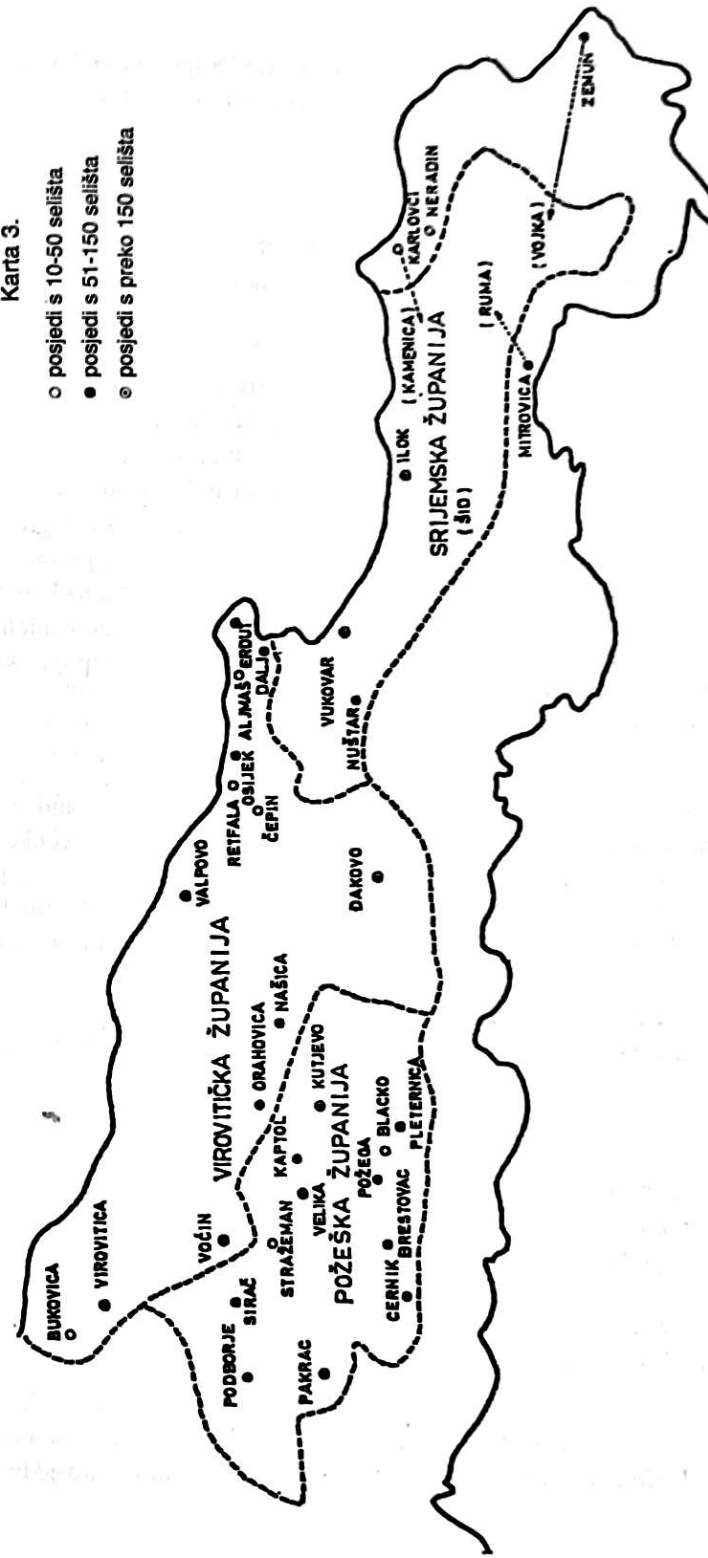 Karta 3.
posjedi s 10-50 selišta
posjedi s 51-150 selišta
posjedi s preko 150 selišta
BUKOVICA
VIROVITICA
VOĆIN
PODBORJE
SIRAČ
PAKRAC
STRAŽEMAN
VELIKA
KAPTOL
KUTJEVO
ORAHOVICA
NAŠICA
VIROVITIČKA ŽUPANIJA
POŽEŠKA ŽUPANIJA
CERNIK
BRESTOVAC
POŽEGA
BLACKO
PLETERNICA
VALPOVO
RETFALA
OSIJEK
ČEPIN
ALJMAŠ
ERDUT
DALJ
ĐAKOVO
VUKOVAR
NUŠTAR
ILOK
SRIJEMSKA ŽUPANIJA
(ŠID)
(KAMENICA)
KARLOVCI
NERADIN
(RUMA)
MITROVICA
(VOJKA)
ZEMUN